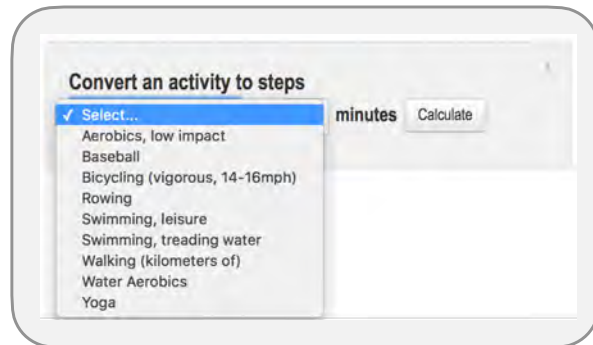 Convert an activity to steps
✓ Select... minutes Calculate
Aerobics, low impact
Baseball
Bicycling (vigorous, 14-16mph)
Rowing
Swimming, leisure
Swimming, treading water
Walking (kilometers of)
Water Aerobics
Yoga